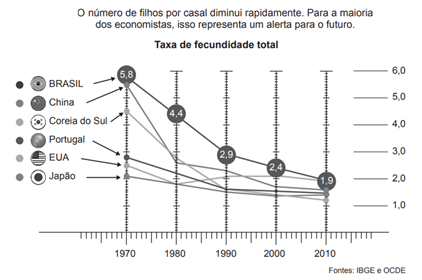 O número de filhos por casal diminui rapidamente. Para a maioria
dos economistas, isso representa um alerta para o futuro.
Taxa de fecundidade total
BRASIL
China
Coreia do Sul
Portugal
EUA
Japão
5,8
4,4
2,9
2,4
1,9
6,0
5,0
4,0
3,0
2,0
1,0
1970 1980 1990 2000 2010
Fontes: IBGE e OCDE